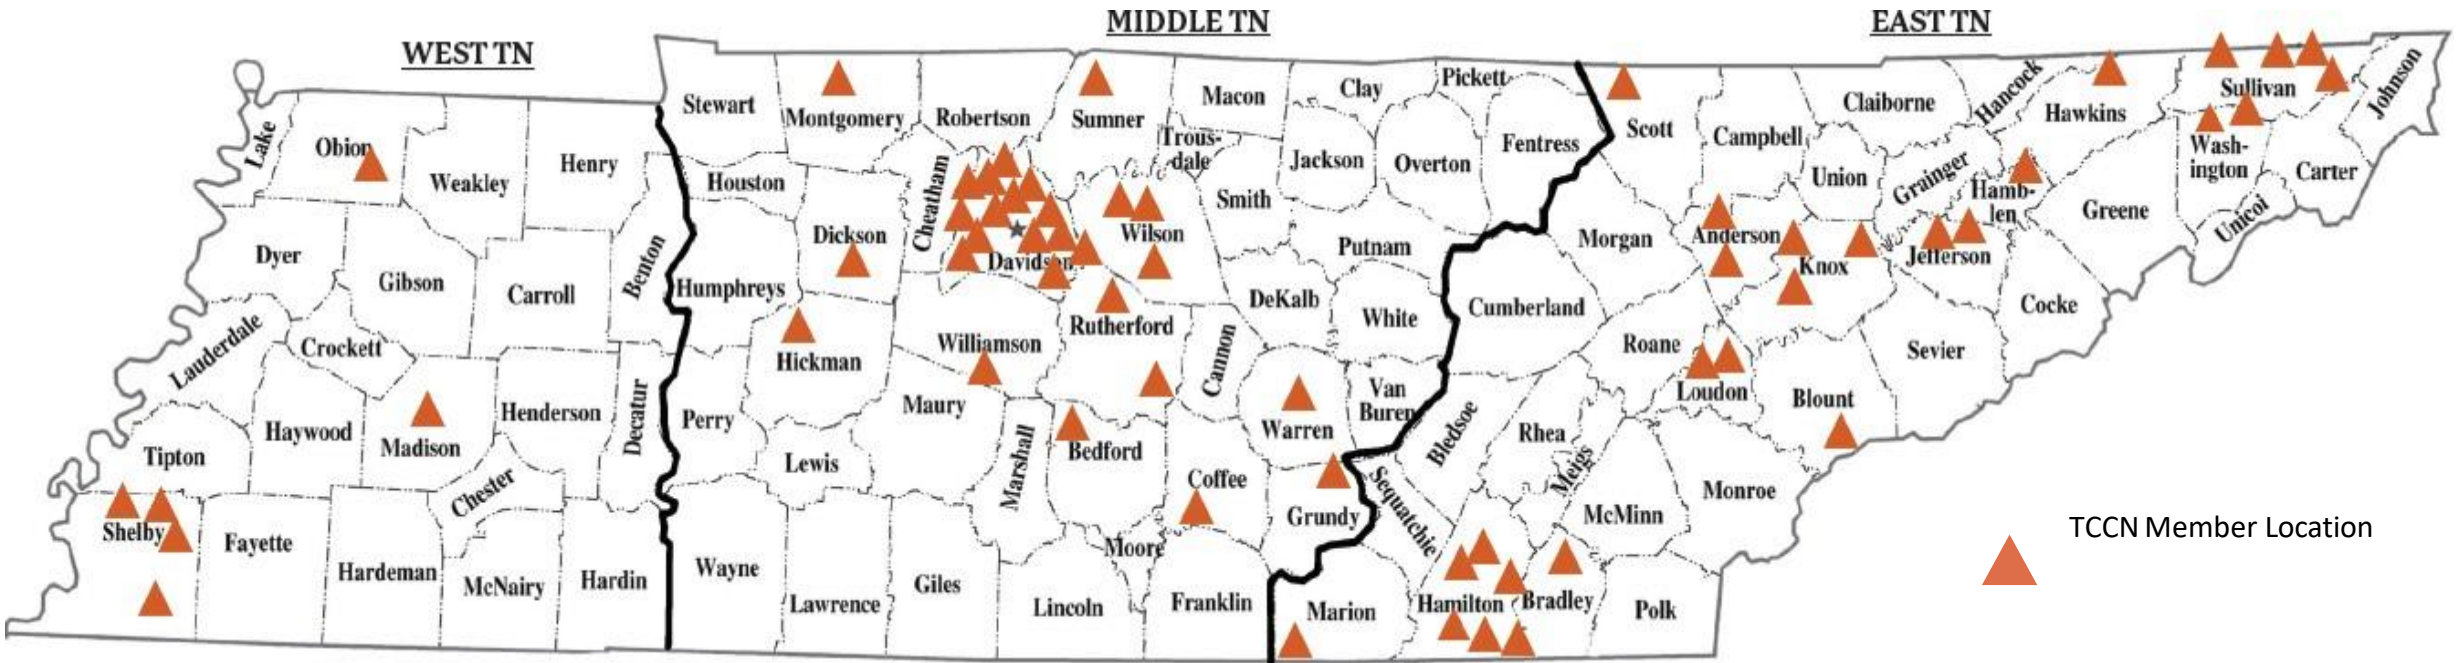 WEST TN
MIDDLE TN
EAST TN
Lake
Obion
Weakley
Henry
Dyer
Gibson
Carroll
Benton
Lauderdale
Crockett
Tipton
Haywood
Madison
Henderson
Decatur
Chester
Shelby
Fayette
Hardeman
McNairy
Hardin
Stewart
Montgomery
Robertson
Sumner
Macon
Clay
Pickett
Trous-
dale
Jackson
Overton
Fentress
Houston
Cheatham
Smith
Dickson
Davidson
Wilson
Putnam
Humphreys
DeKalb
White
Hickman
Williamson
Rutherford
Cannon
Van
Buren
Perry
Maury
Warren
Lewis
Marshall
Bedford
Coffee
Grundy
Moore
Wayne
Lawrence
Giles
Lincoln
Franklin
Scott
Campbell
Claiborne
Hancock
Hawkins
Sullivan
Johnson
Union
Grainger
Hamb-
len
Wash-
ington
Carter
Greene
Unicoi
Morgan
Anderson
Knox
Jefferson
Cocke
Cumberland
Roane
Loudon
Sevier
Blount
Bledsoe
Rhea
Meigs
Monroe
McMinn
Sequatchie
Marion
Hamilton
Bradley
Polk
TCCN Member Location